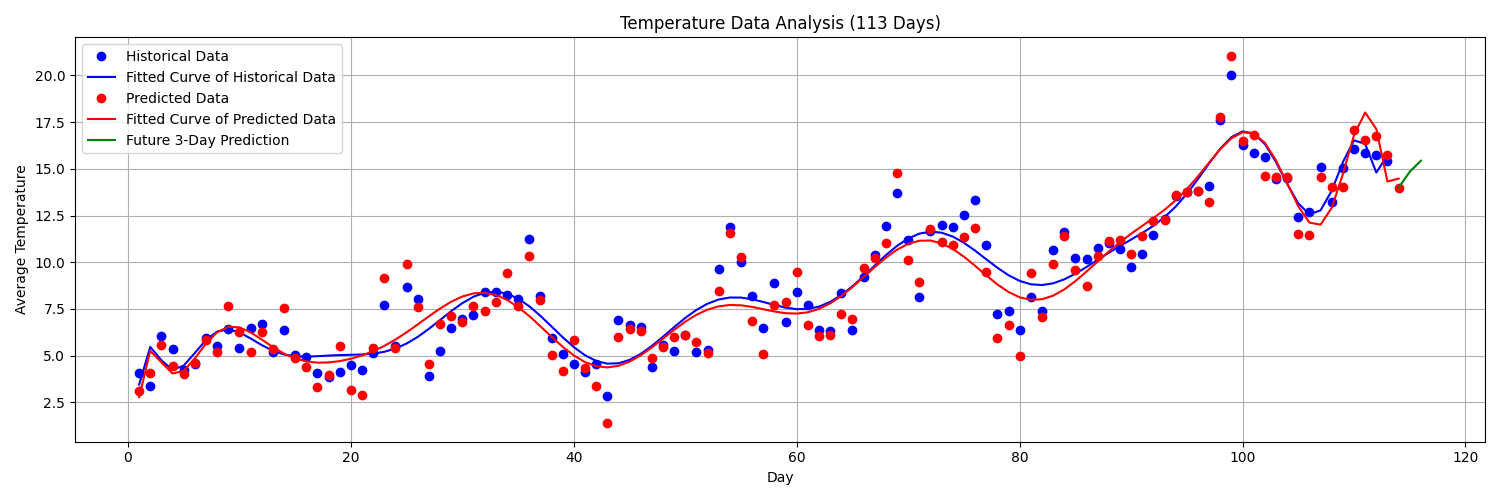 Temperature Data Analysis (113 Days)
Historical Data
Fitted Curve of Historical Data
Predicted Data
Fitted Curve of Predicted Data
Future 3-Day Prediction
Average Temperature
20.0
17.5
15.0
12.5
10.0
7.5
5.0
2.5
0 20 40 60 80 100 120
Day